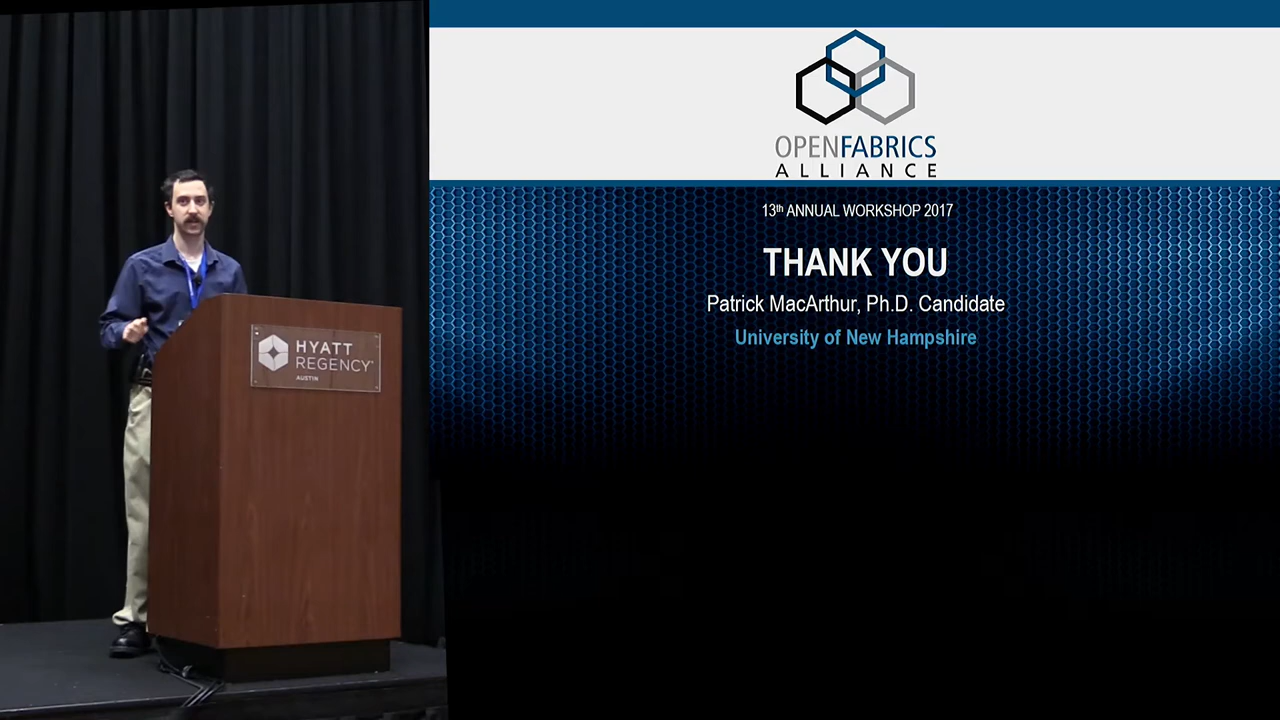 HYATT
REGENCY
AUSTIN
OPENFABRICS
ALLIANCE
13th ANNUAL WORKSHOP 2017
THANK YOU
Patrick MacArthur, Ph.D. Candidate
University of New Hampshire